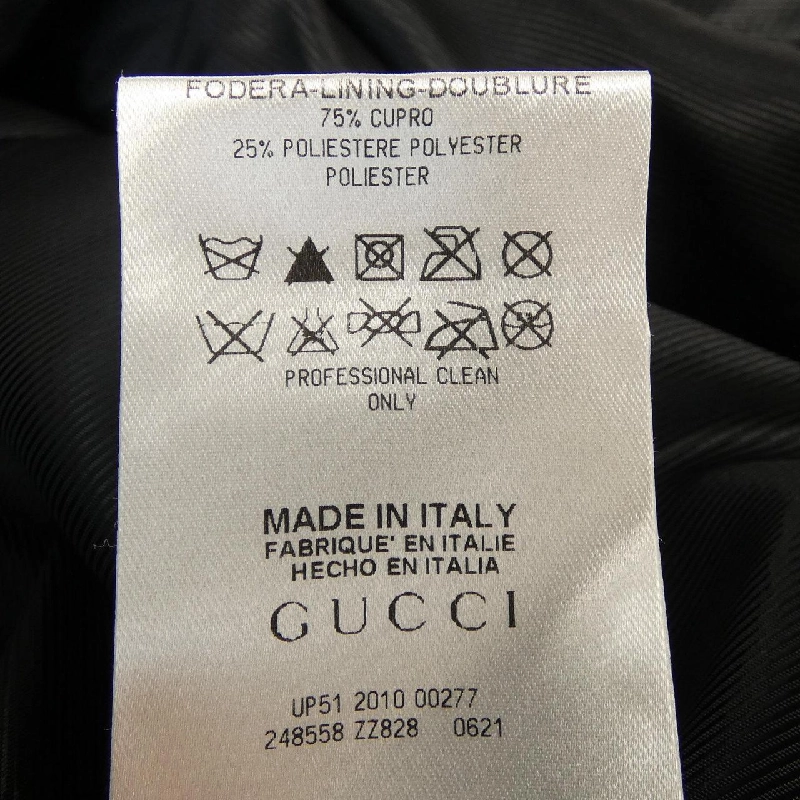 FODERA-LINING-DOUBLURE
75% CUPRO
25% POLIESTERE POLYESTER
POLIESTER
PROFESSIONAL CLEAN
ONLY
MADE IN ITALY
FABRIQUE' EN ITALIE
HECHO EN ITALIA
GUCCI
UP51 2010 00277
248558 ZZ828 0621